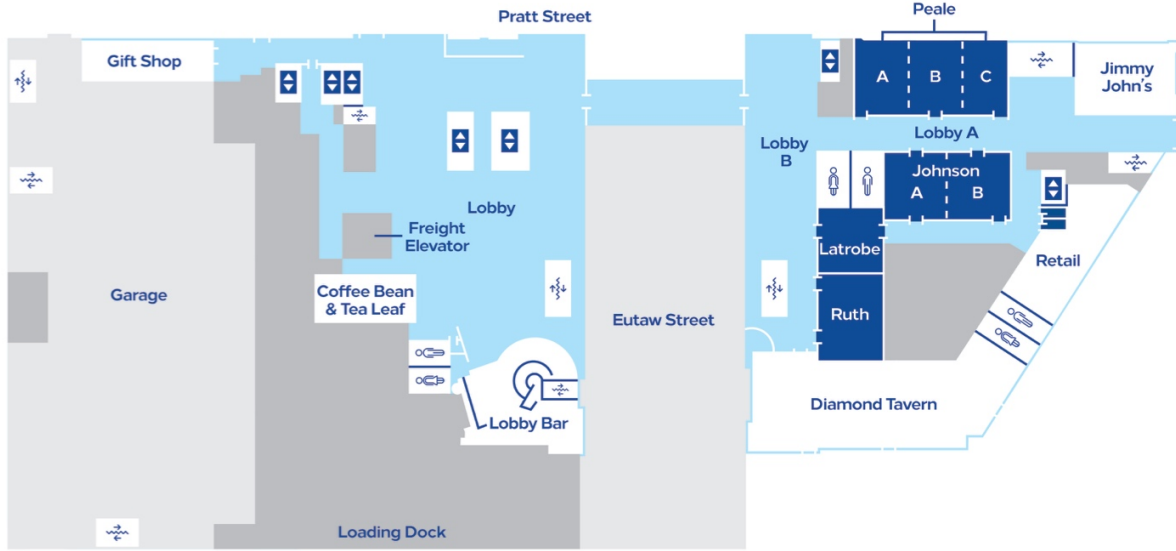 Pratt Street
Peale
Gift Shop
A
B
C
Jimmy
John's
Lobby A
Lobby
B
Johnson
A
B
Lobby
Freight
Elevator
Latrobe
Retail
Garage
Coffee Bean
& Tea Leaf
Eutaw Street
Ruth
Diamond Tavern
Lobby Bar
Loading Dock